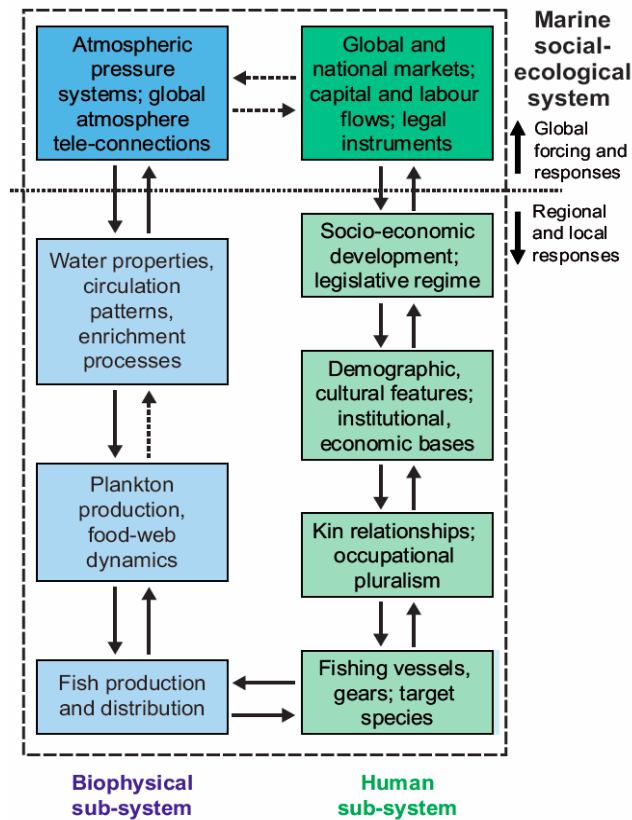 Atmospheric
pressure
systems; global
atmosphere
tele-connections
Global and
national markets;
capital and labour
flows; legal
instruments
Marine
social-
ecological
system
Global
forcing and
responses
Regional
and local
responses
Water properties,
circulation
patterns,
enrichment
processes
Socio-economic
development;
legislative regime
Demographic,
cultural features;
institutional,
economic bases
Plankton
production,
food-web
dynamics
Kin relationships;
occupational
pluralism
Fish production
and distribution
Fishing vessels,
gears; target
species
Biophysical
sub-system
Human
sub-system